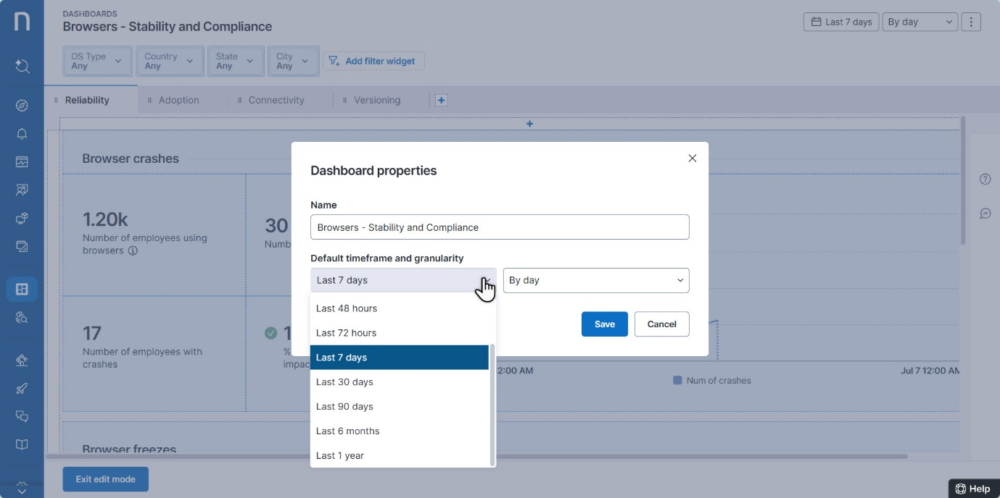 DASHBOARDS
Browsers - Stability and Compliance
Last 7 days
By day
OS Type
Any
Country
Any
State
Any
City
Any
Add filter widget
Reliability
Adoption
Connectivity
Versioning
Browser crashes
1.20k
Number of employees using
browsers
30
17
Number of employees with
crashes
2:00 AM
Jul 7 12:00 AM
Num of crashes
Browser freezes
Dashboard properties
Name
Browsers - Stability and Compliance
Default timeframe and granularity
Last 7 days
By day
Last 48 hours
Last 72 hours
Last 7 days
Last 30 days
Last 90 days
Last 6 months
Last 1 year
Save
Cancel
Exit edit mode
Help